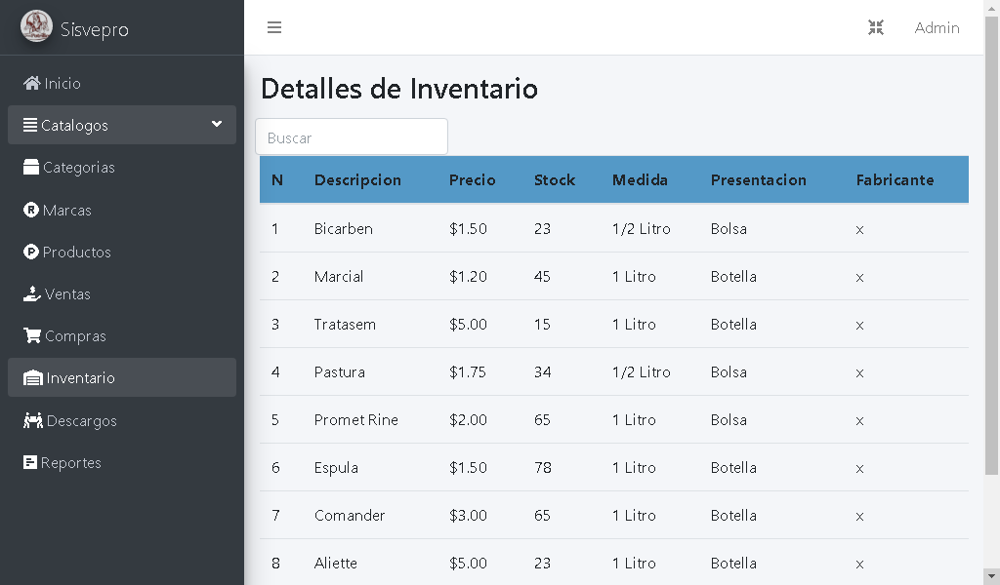 Sisvepro
Admin
Inicio
Catalogos
Categorias
Marcas
Productos
Ventas
Compras
Inventario
Descargos
Reportes
Detalles de Inventario
Buscar
N Descripcion Precio Stock Medida Presentacion Fabricante
1 Bicarben $1.50 23 1/2 Litro Bolsa x
2 Marcial $1.20 45 1 Litro Botella x
3 Tratasem $5.00 15 1 Litro Botella x
4 Pastura $1.75 34 1/2 Litro Bolsa x
5 Promet Rine $2.00 65 1 Litro Bolsa x
6 Espula $1.50 78 1 Litro Botella x
7 Comander $3.00 65 1 Litro Botella x
8 Aliette $5.00 23 1 Litro Botella x